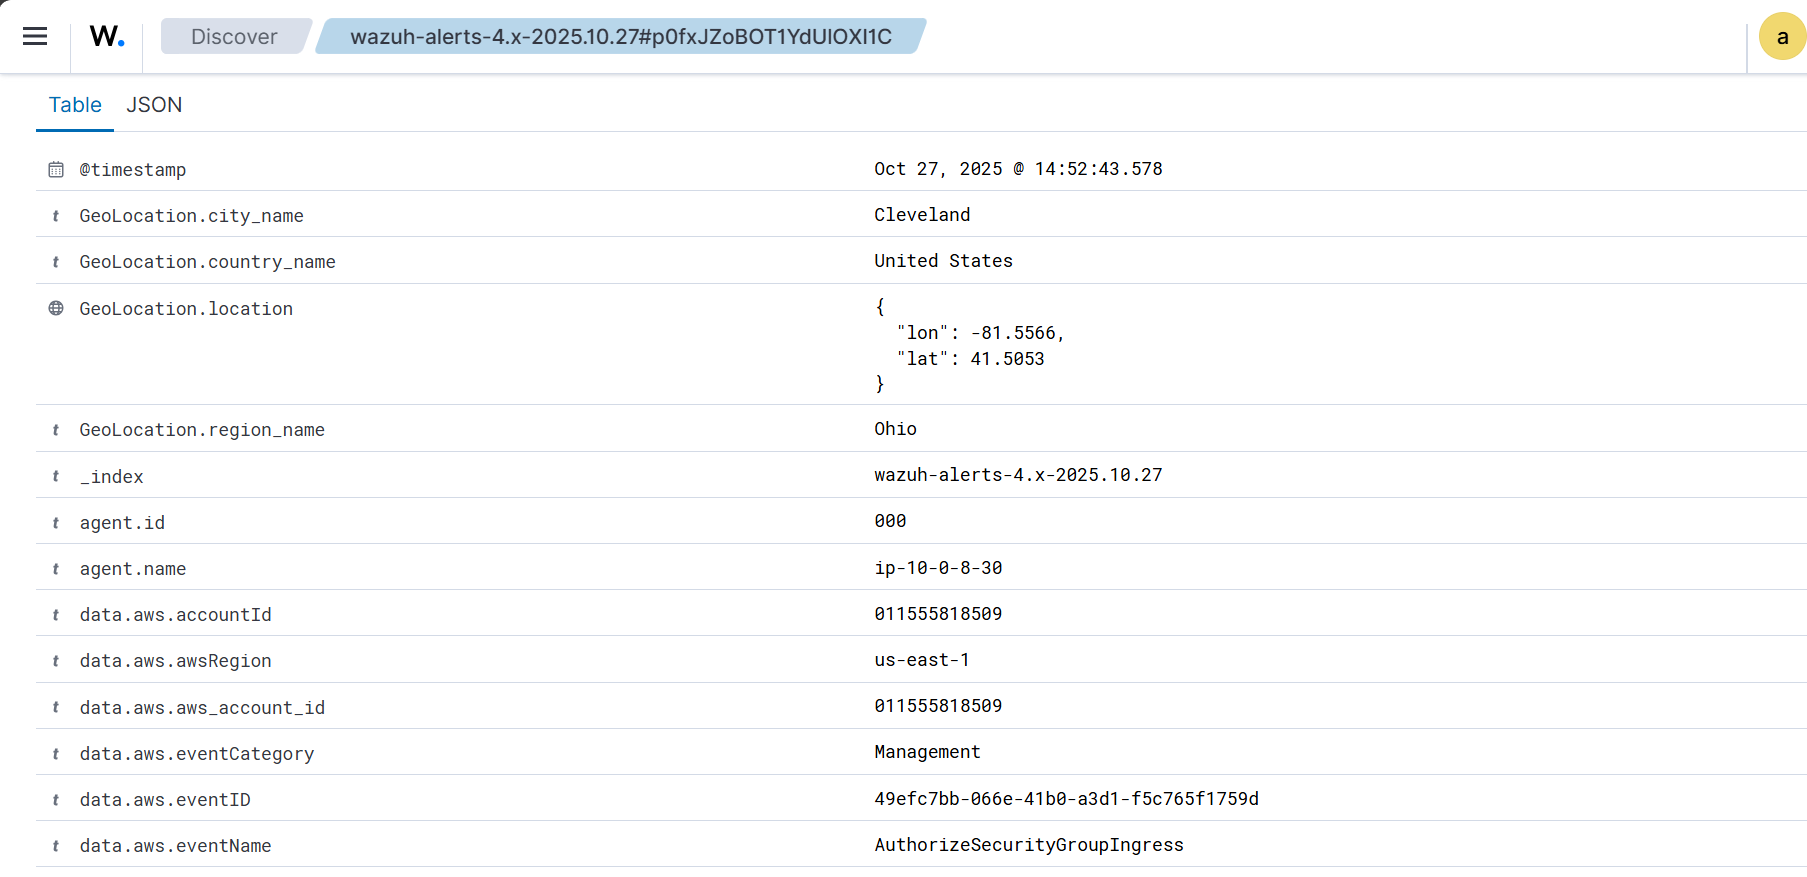 W.
Discover
wazuh-alerts-4.x-2025.10.27#p0fxJZoBOT1YdUlOXI1C
a
Table JSON
@timestamp Oct 27, 2025 @ 14:52:43.578
t GeoLocation.city_name Cleveland
t GeoLocation.country_name United States
GeoLocation.location {
"lon": -81.5566,
"lat": 41.5053
}
t GeoLocation.region_name Ohio
t _index wazuh-alerts-4.x-2025.10.27
t agent.id 000
t agent.name ip-10-0-8-30
t data.aws.accountId 011555818509
t data.aws.awsRegion us-east-1
t data.aws.aws_account_id 011555818509
t data.aws.eventCategory Management
t data.aws.eventID 49efc7bb-066e-41b0-a3d1-f5c765f1759d
t data.aws.eventName AuthorizeSecurityGroupIngress